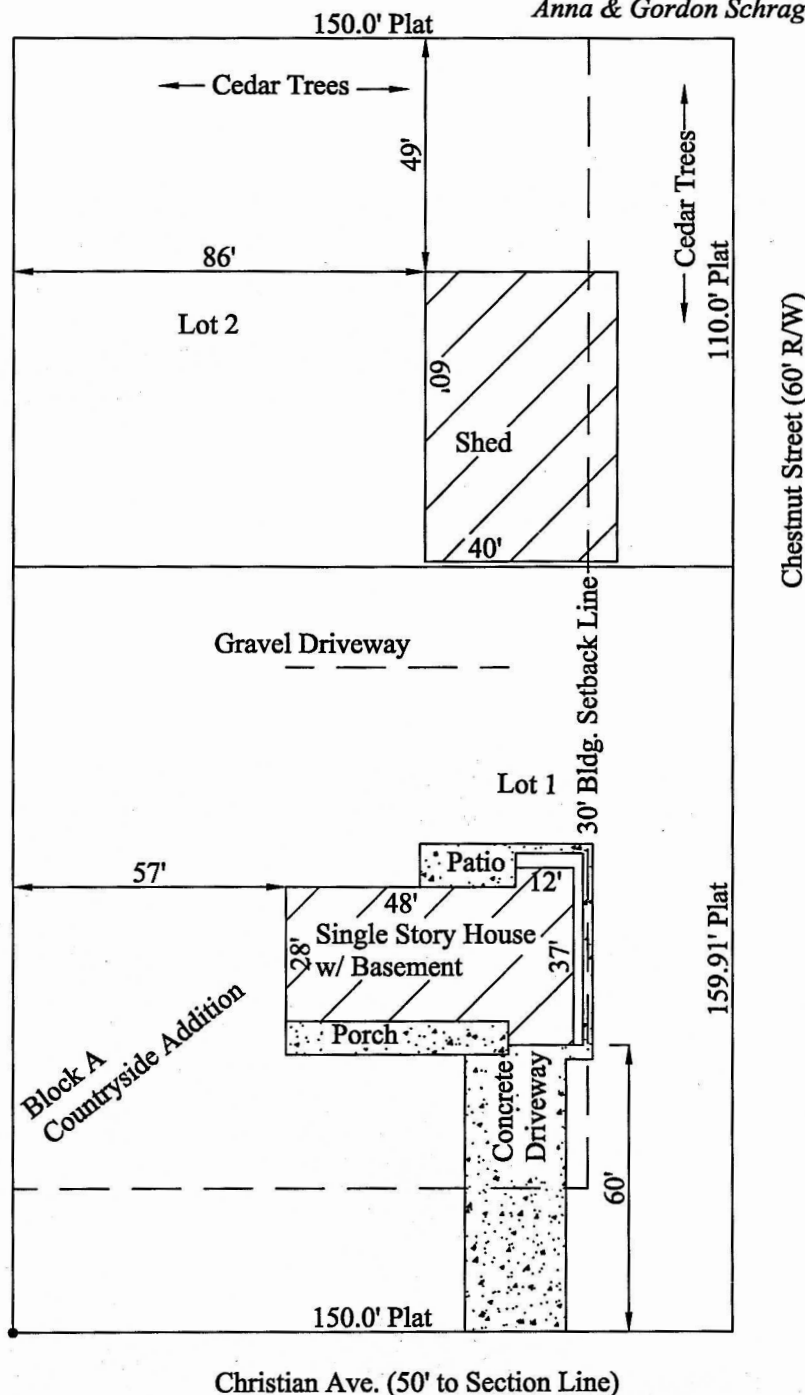 Anna & Gordon Schrag
150.0' Plat
Cedar Trees
49'
Cedar Trees
86'
Lot 2
110.0' Plat
Chestnut Street (60' R/W)
60'
Shed
40'
30' Bldg. Setback Line
Gravel Driveway
Lot 1
Patio
57'
12'
48'
28'
Single Story House
w/ Basement
37'
159.91' Plat
Porch
Block A
Countryside Addition
Concrete
Driveway
60'
150.0' Plat
Christian Ave. (50' to Section Line)